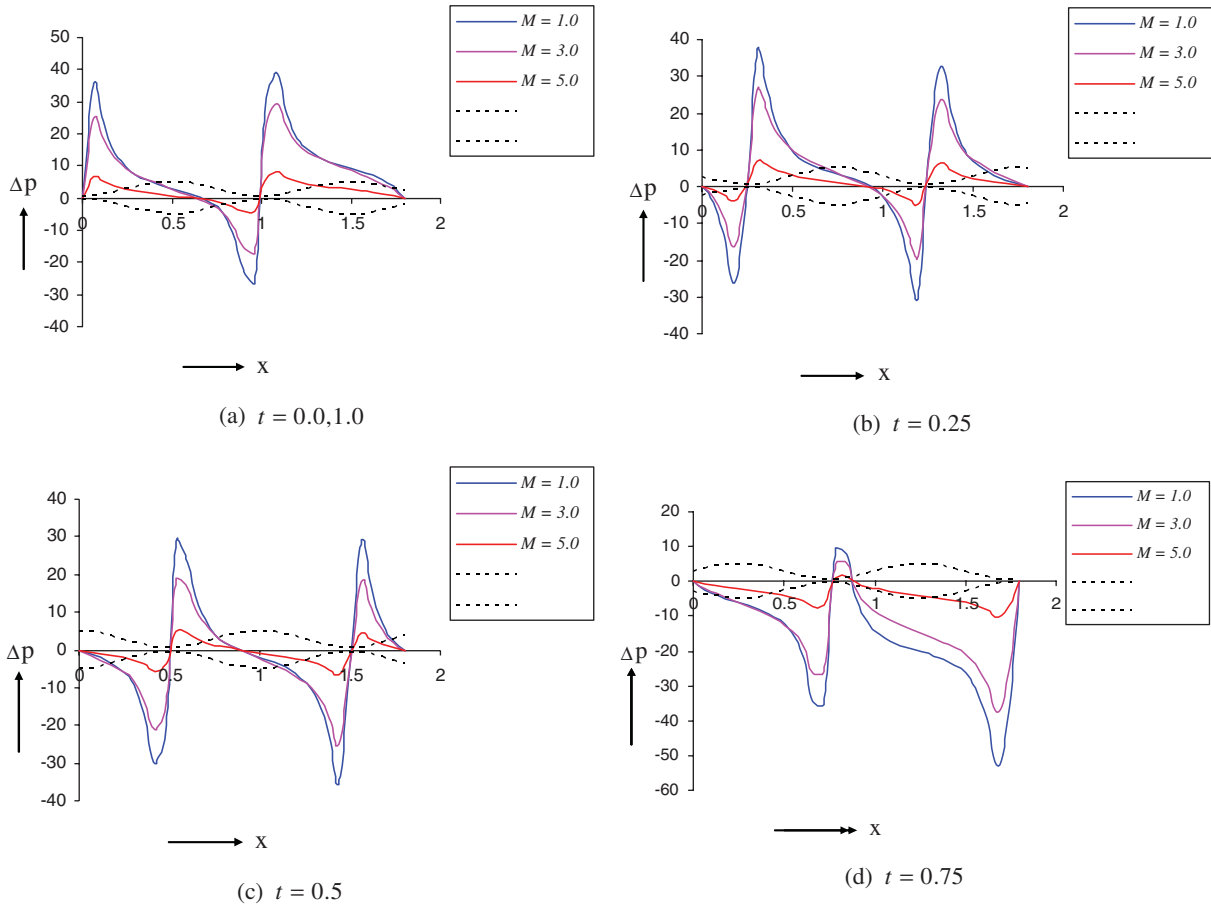 50
40
30
20
10
0
-10
-20
-30
-40
Δp
0
0.5
1
1.5
2
x
M = 1.0
M = 3.0
M = 5.0
(a) t = 0.0,1.0
40
30
20
10
0
-10
-20
-30
-40
Δp
0
0.5
1
1.5
2
x
M = 1.0
M = 3.0
M = 5.0
(b) t = 0.25
40
30
20
10
0
-10
-20
-30
-40
Δp
0
0.5
1
1.5
2
x
M = 1.0
M = 3.0
M = 5.0
(c) t = 0.5
20
10
0
-10
-20
-30
-40
-50
-60
Δp
0
0.5
1
1.5
2
x
M = 1.0
M = 3.0
M = 5.0
(d) t = 0.75